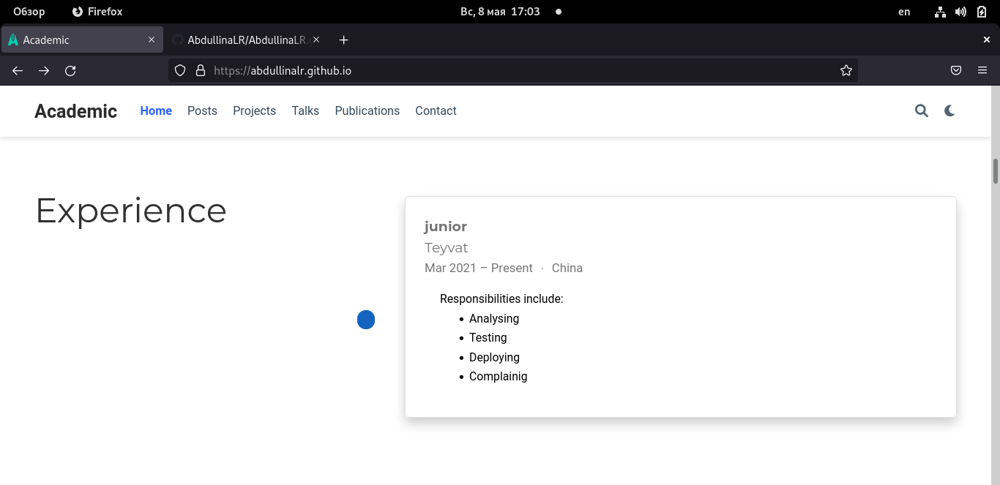 Обзор Firefox Вс, 8 мая 17:03 en
Academic AbdullinaLR/AbdullinaLR.
https://abdullinalr.github.io
Academic Home Posts Projects Talks Publications Contact
Experience
junior
Teyvat
Mar 2021 – Present · China
Responsibilities include:
• Analysing
• Testing
• Deploying
• Complainig